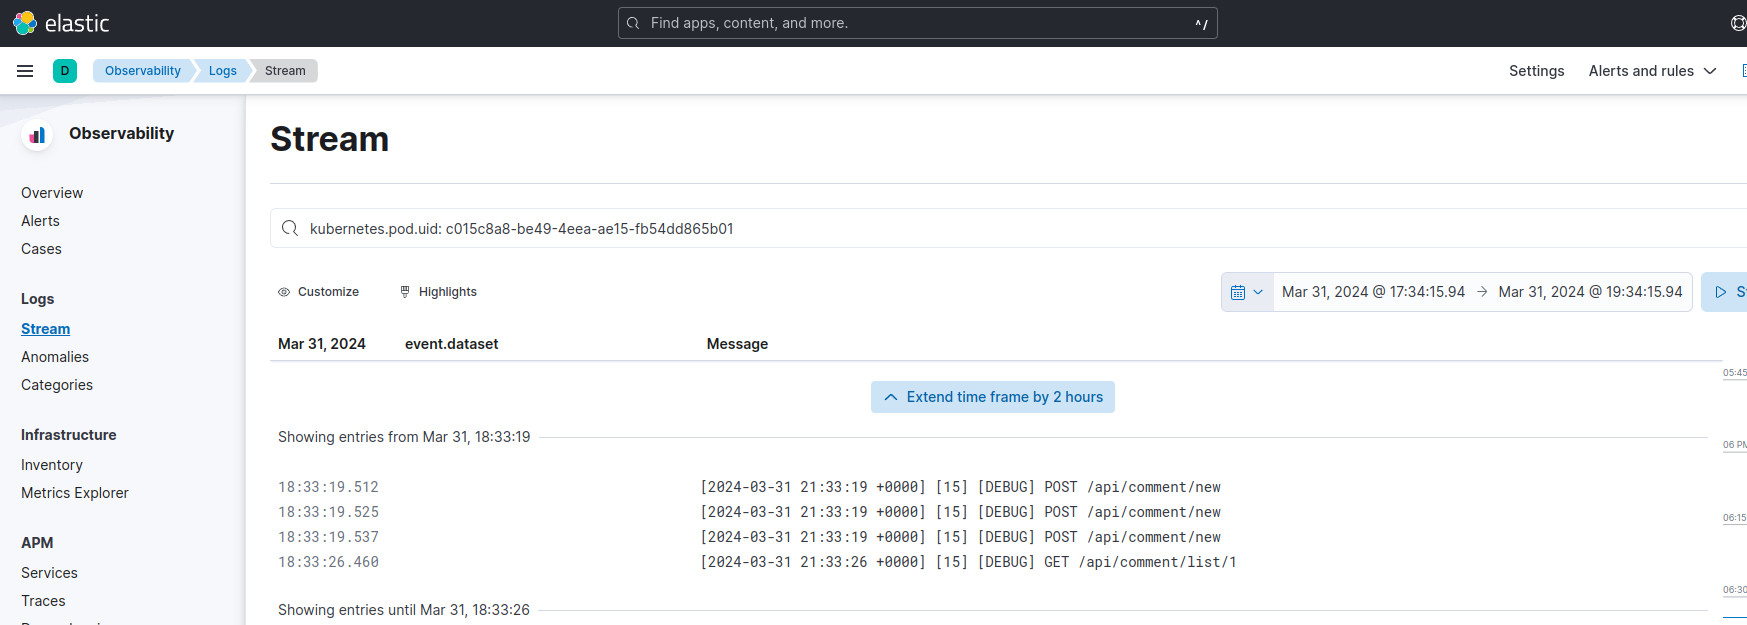 elastic
Find apps, content, and more.
^/
D
Observability
Logs
Stream
Settings
Alerts and rules
Observability
Overview
Alerts
Cases
Logs
Stream
Anomalies
Categories
Infrastructure
Inventory
Metrics Explorer
APM
Services
Traces
Stream
kubernetes.pod.uid: c015c8a8-be49-4eea-ae15-fb54dd865b01
Customize
Highlights
Mar 31, 2024 @ 17:34:15.94 → Mar 31, 2024 @ 19:34:15.94
Mar 31, 2024 event.dataset Message
Extend time frame by 2 hours
Showing entries from Mar 31, 18:33:19
18:33:19.512 [2024-03-31 21:33:19 +0000] [15] [DEBUG] POST /api/comment/new
18:33:19.525 [2024-03-31 21:33:19 +0000] [15] [DEBUG] POST /api/comment/new
18:33:19.537 [2024-03-31 21:33:19 +0000] [15] [DEBUG] POST /api/comment/new
18:33:26.460 [2024-03-31 21:33:26 +0000] [15] [DEBUG] GET /api/comment/list/1
Showing entries until Mar 31, 18:33:26
05:45
06 PM
06:15
06:30